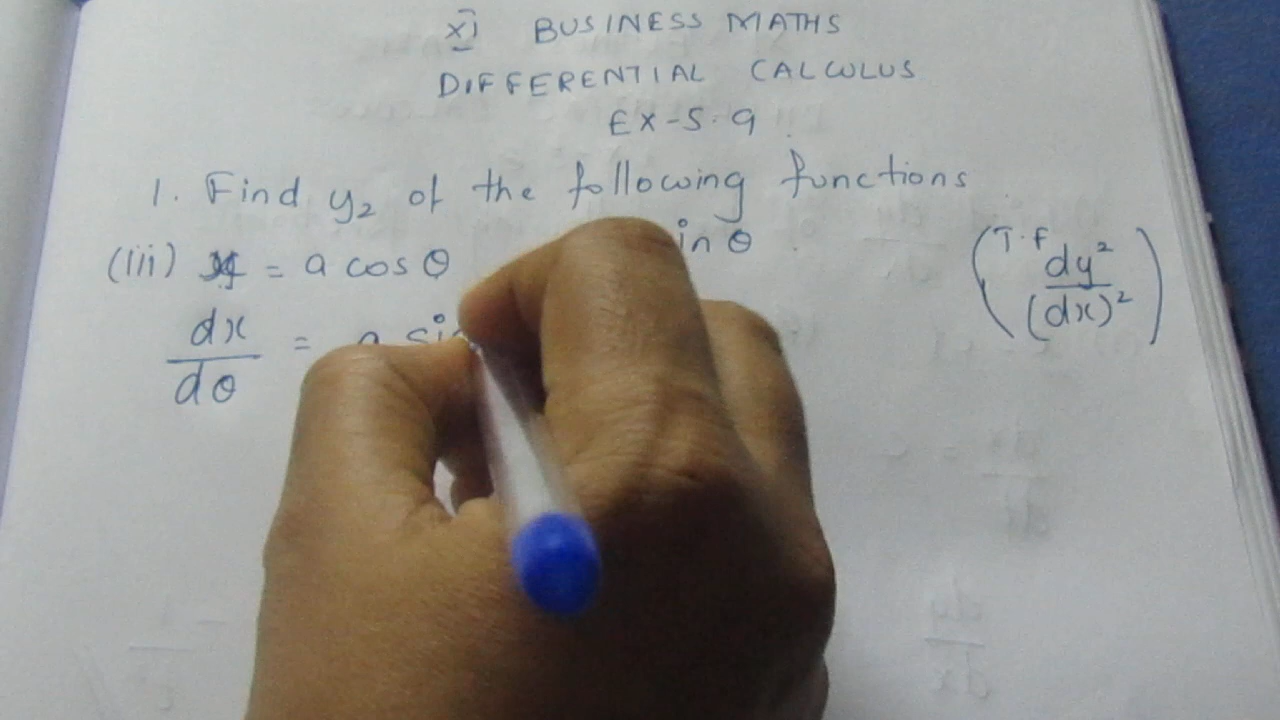 XI BUSINESS MATHS
DIFFERENTIAL CALCULUS
EX-5.9
1. Find y₂ of the following functions
(iii) = a cos θ
(T.F dy²/(dx)²)
dx/dθ = a